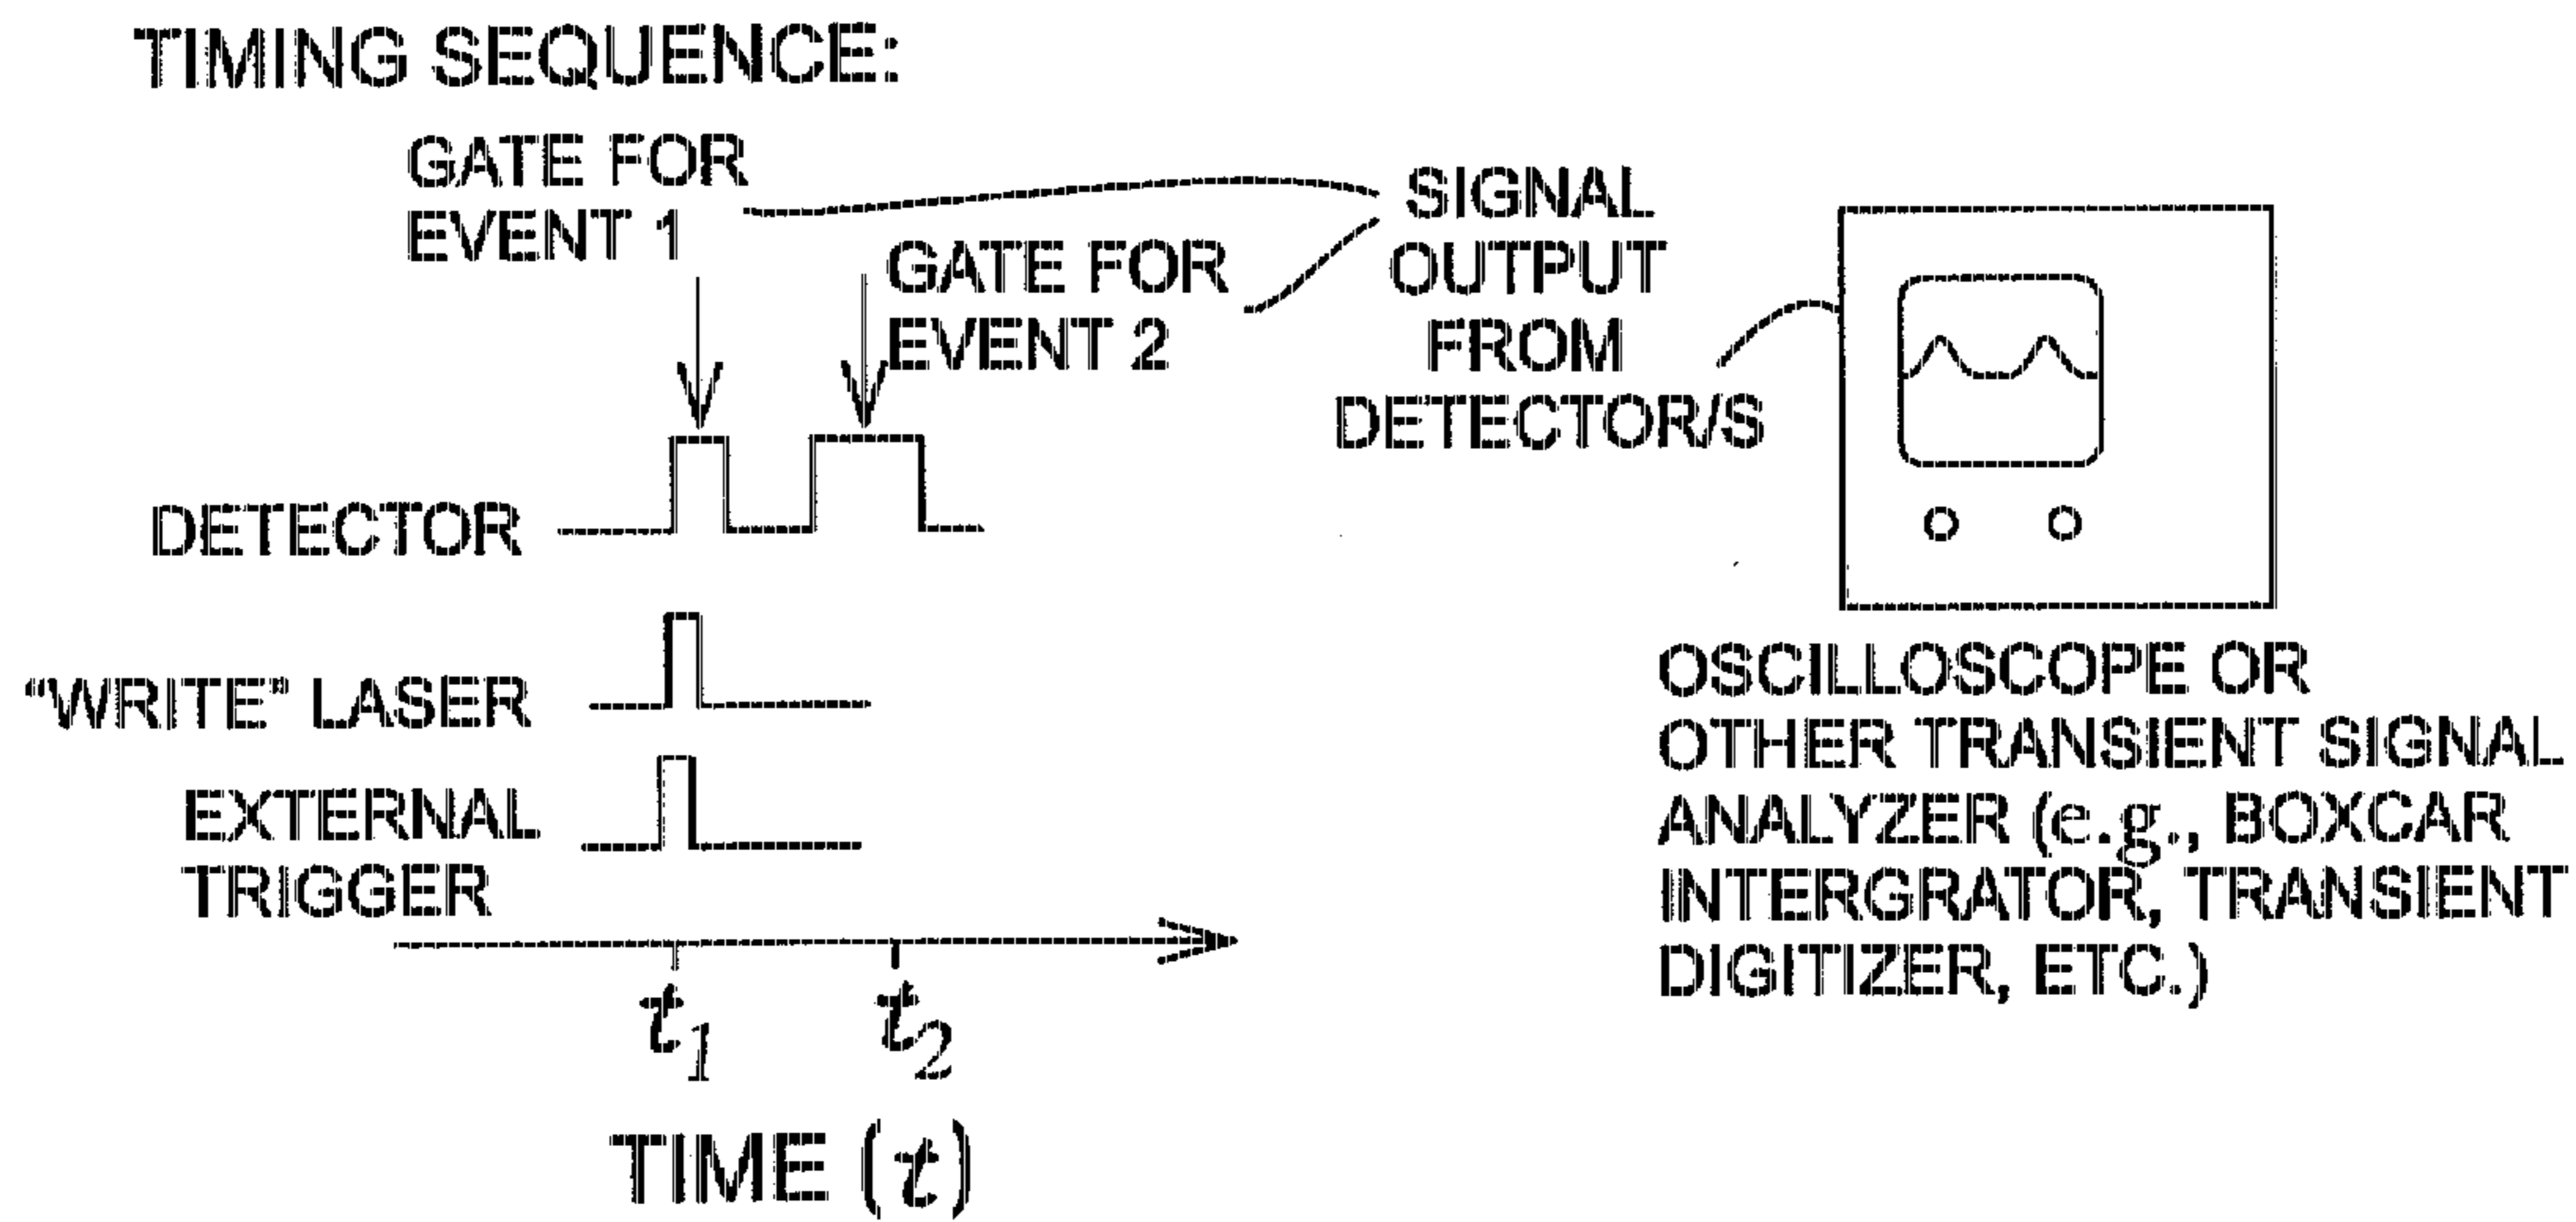 TIMING SEQUENCE:
GATE FOR
EVENT 1
GATE FOR
EVENT 2
SIGNAL
OUTPUT
FROM
DETECTOR/S
DETECTOR
"WRITE" LASER
EXTERNAL
TRIGGER
t1
t2
TIME (t)
OSCILLOSCOPE OR
OTHER TRANSIENT SIGNAL
ANALYZER (e.g., BOXCAR
INTERGRATOR, TRANSIENT
DIGITIZER, ETC.)